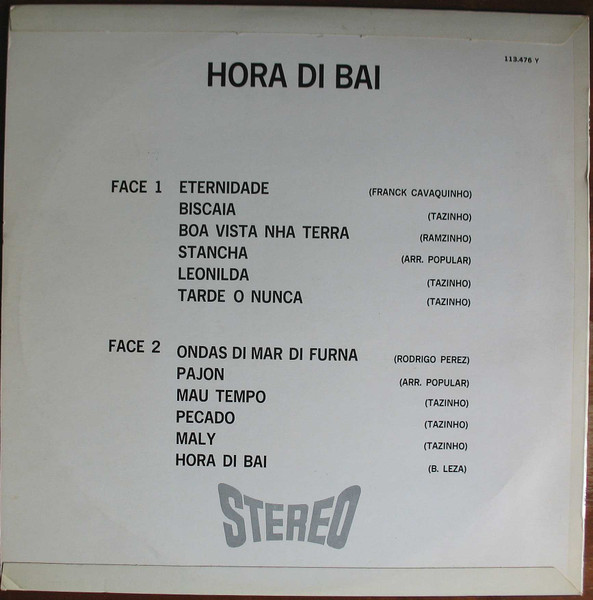 113.476 Y
HORA DI BAI
FACE 1 ETERNIDADE (FRANCK CAVAQUINHO)
BISCAIA (TAZINHO)
BOA VISTA NHA TERRA (RAMZINHO)
STANCHA (ARR. POPULAR)
LEONILDA (TAZINHO)
TARDE O NUNCA (TAZINHO)
FACE 2 ONDAS DI MAR DI FURNA (RODRIGO PEREZ)
PAJON (ARR. POPULAR)
MAU TEMPO (TAZINHO)
PECADO (TAZINHO)
MALY (TAZINHO)
HORA DI BAI (B. LEZA)
STEREO